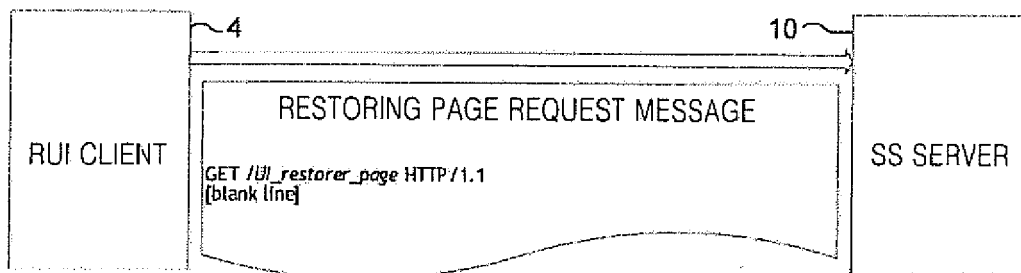 4
10
RESTORING PAGE REQUEST MESSAGE
RUI CLIENT
SS SERVER
GET /UI_restorer_page HTTP/1.1
[blank line]